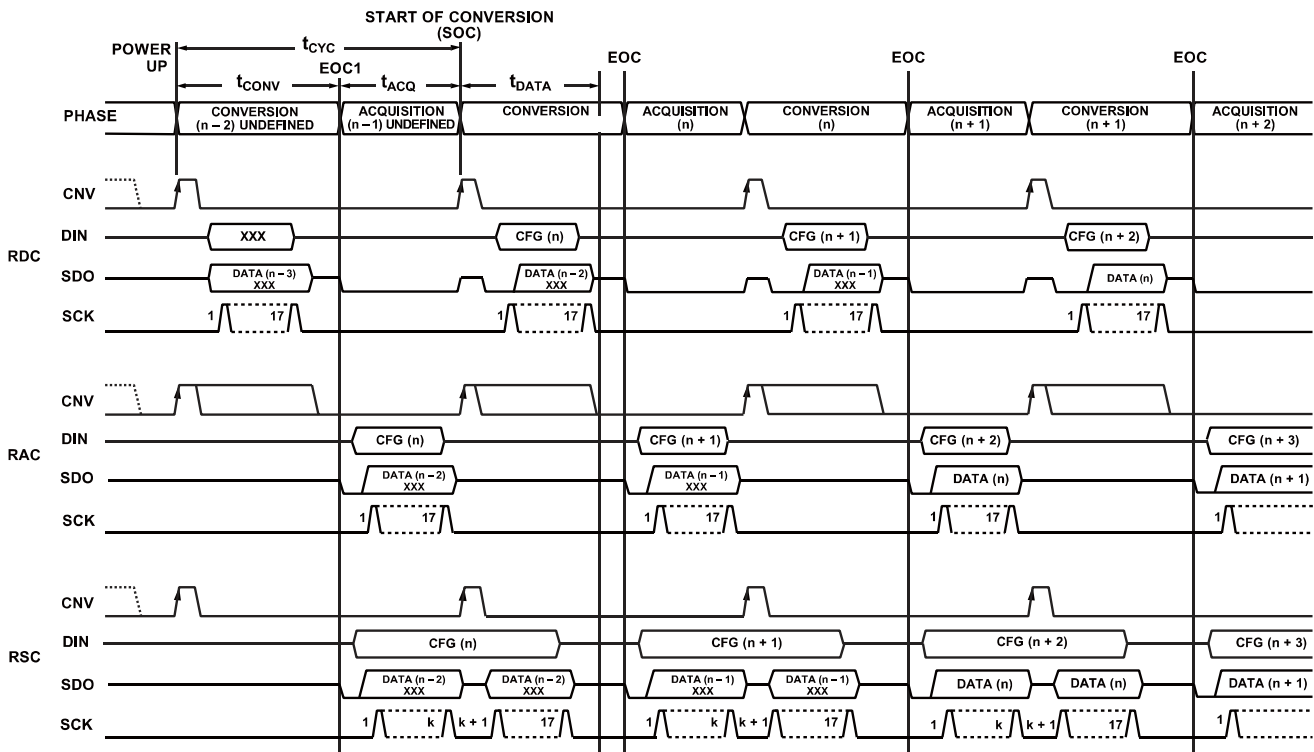 START OF CONVERSION
(SOC)
POWER
UP
tCYC
EOC1
EOC
EOC
EOC
tCONV
tACQ
tDATA
PHASE
CONVERSION
(n – 2) UNDEFINED
ACQUISITION
(n – 1) UNDEFINED
CONVERSION
ACQUISITION
(n)
CONVERSION
(n)
ACQUISITION
(n + 1)
CONVERSION
(n + 1)
ACQUISITION
(n + 2)
RDC
CNV
DIN
XXX
CFG (n)
CFG (n + 1)
CFG (n + 2)
SDO
DATA (n – 3)
XXX
DATA (n – 2)
XXX
DATA (n – 1)
XXX
DATA (n)
SCK
1 17
1 17
1 17
1 17
RAC
CNV
DIN
CFG (n)
CFG (n + 1)
CFG (n + 2)
CFG (n + 3)
SDO
DATA (n – 2)
XXX
DATA (n – 1)
XXX
DATA (n)
DATA (n + 1)
SCK
1 17
1 17
1 17
1
RSC
CNV
DIN
CFG (n)
CFG (n + 1)
CFG (n + 2)
CFG (n + 3)
SDO
DATA (n – 2)
XXX
DATA (n – 2)
XXX
DATA (n – 1)
XXX
DATA (n – 1)
XXX
DATA (n)
DATA (n)
DATA (n + 1)
SCK
1 k k + 1 17
1 k k + 1 17
1 k k + 1 17
1